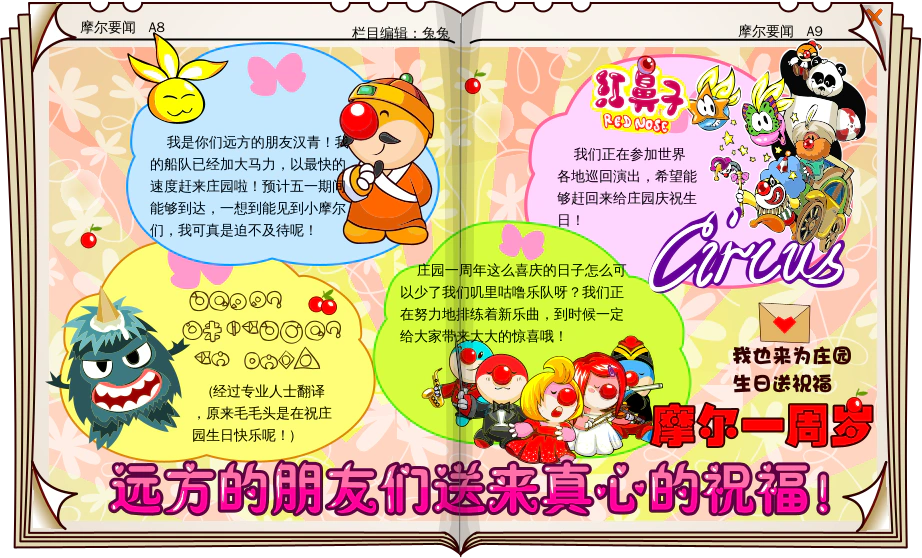 摩尔要闻 A8
栏目编辑：兔兔
摩尔要闻 A9
我是你们远方的朋友汉青！我
的船队已经加大马力，以最快的
速度赶来庄园啦！预计五一期间
能够到达，一想到能见到小摩尔
们，我可真是迫不及待呢！
红鼻子
RED NOSE
我们正在参加世界
各地巡回演出，希望能
够赶回来给庄园庆祝生
日！
Circus
(经过专业人士翻译
，原来毛毛头是在祝庄
园生日快乐呢！)
庄园一周年这么喜庆的日子怎么可
以少了我们叽里咕噜乐队呀？我们正
在努力地排练着新乐曲，到时候一定
给大家带来大大的惊喜哦！
我也来为庄园
生日送祝福
摩尔一周岁
远方的朋友们送来真心的祝福！